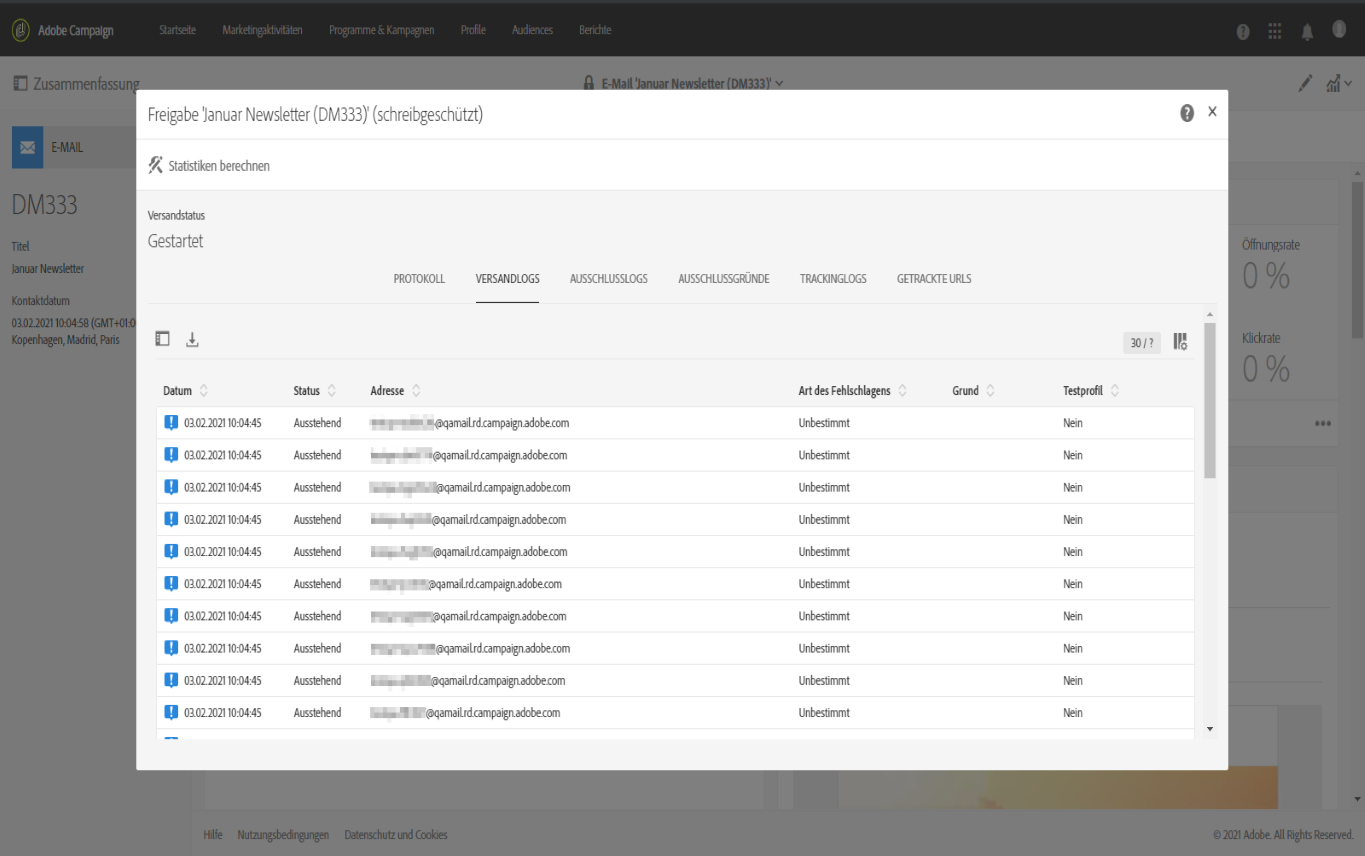 Adobe Campaign Startseite Marketingaktivitäten Programme & Kampagnen Profile Audiences Berichte
Zusammenfassung E-Mail 'Januar Newsletter (DM333)'
Freigabe 'Januar Newsletter (DM333)' (schreibgeschützt)
E-MAIL
Statistiken berechnen
DM333
Versandstatus
Gestartet
Titel
Januar Newsletter
Öffnungsrate
0 %
PROTOKOLL VERSANDLOGS AUSSCHLUSSLOGS AUSSCHLUSSGRÜNDE TRACKINGLOGS GETRACKTE URLS
Kontaktdatum
03.02.2021 10:04:58 (GMT+01:0
Kopenhagen, Madrid, Paris
30 / ?
Klickrate
0 %
Datum Status Adresse Art des Fehlschlagens Grund Testprofil
03.02.2021 10:04:45 Ausstehend @qamail.rd.campaign.adobe.com Unbestimmt Nein
03.02.2021 10:04:45 Ausstehend @qamail.rd.campaign.adobe.com Unbestimmt Nein
03.02.2021 10:04:45 Ausstehend @qamail.rd.campaign.adobe.com Unbestimmt Nein
03.02.2021 10:04:45 Ausstehend @qamail.rd.campaign.adobe.com Unbestimmt Nein
03.02.2021 10:04:45 Ausstehend @qamail.rd.campaign.adobe.com Unbestimmt Nein
03.02.2021 10:04:45 Ausstehend @qamail.rd.campaign.adobe.com Unbestimmt Nein
03.02.2021 10:04:45 Ausstehend @qamail.rd.campaign.adobe.com Unbestimmt Nein
03.02.2021 10:04:45 Ausstehend @qamail.rd.campaign.adobe.com Unbestimmt Nein
03.02.2021 10:04:45 Ausstehend @qamail.rd.campaign.adobe.com Unbestimmt Nein
03.02.2021 10:04:45 Ausstehend @qamail.rd.campaign.adobe.com Unbestimmt Nein
Hilfe Nutzungsbedingungen Datenschutz und Cookies © 2021 Adobe. All Rights Reserved.